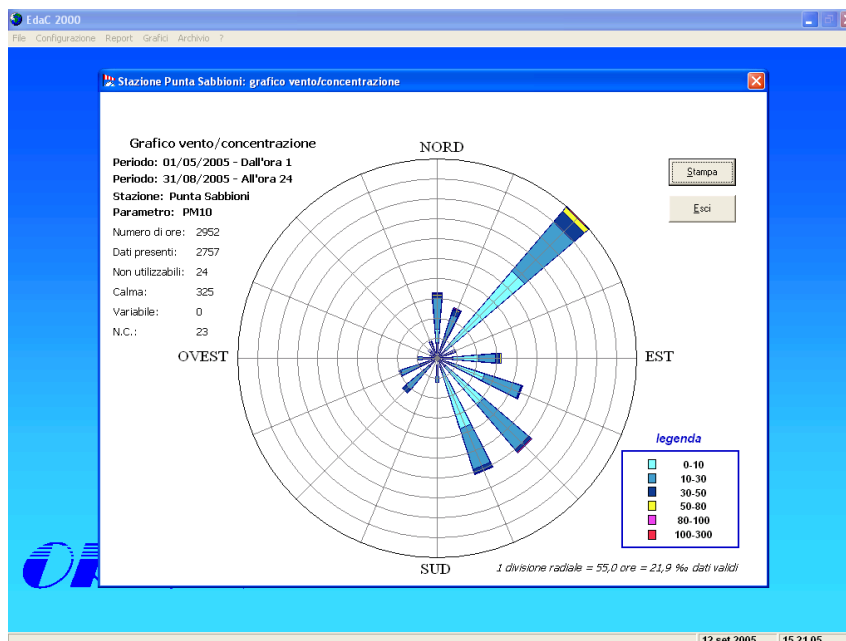 EdaC 2000
File Configurazione Report Grafici Archivio ?
Stazione Punta Sabbioni: grafico vento/concentrazione
Grafico vento/concentrazione
Periodo: 01/05/2005 - Dall'ora 1
Periodo: 31/08/2005 - All'ora 24
Stazione: Punta Sabbioni
Parametro: PM10
Numero di ore: 2952
Dati presenti: 2757
Non utilizzabili: 24
Calma: 325
Variabile: 0
N.C.: 23
NORD
OVEST
EST
SUD
Stampa
Esci
legenda
0-10
10-30
30-50
50-80
80-100
100-300
1 divisione radiale = 55,0 ore = 21,9 ‰ dati validi
12 set 2005 15.21.05